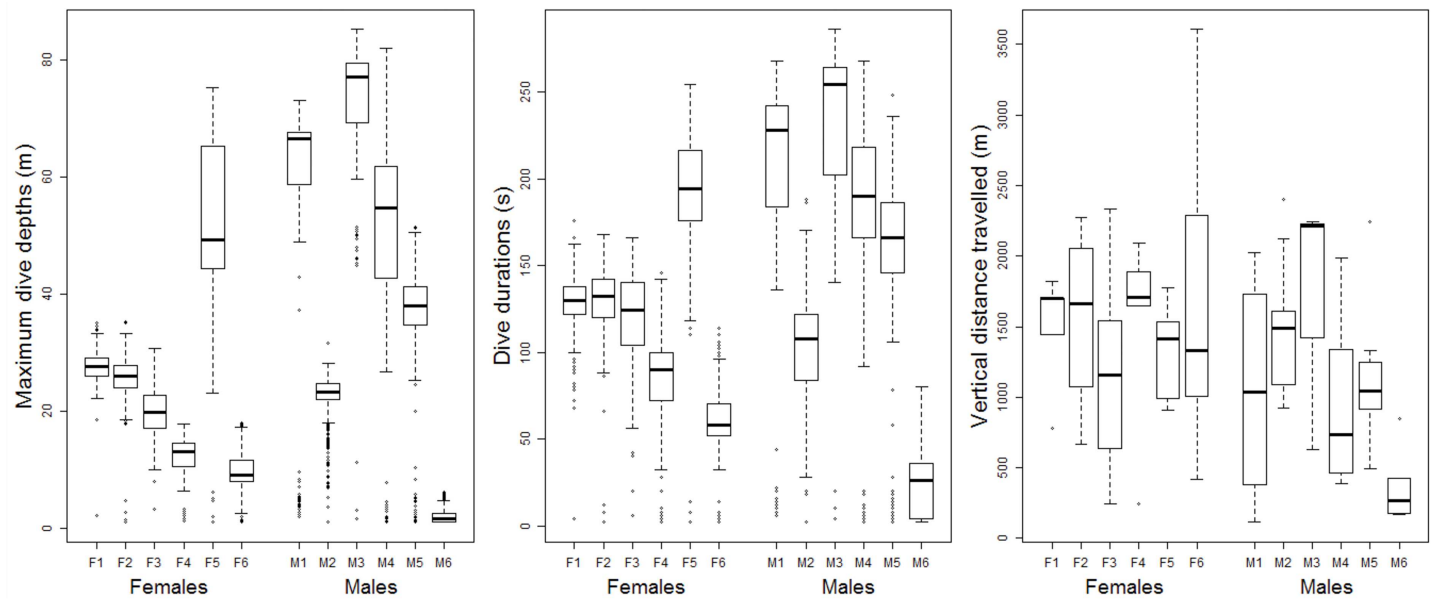 Maximum dive depths (m)
80
60
40
20
0
F1 F2 F3 F4 F5 F6 M1 M2 M3 M4 M5 M6
Females Males
Dive durations (s)
250
200
150
100
50
0
F1 F2 F3 F4 F5 F6 M1 M2 M3 M4 M5 M6
Females Males
Vertical distance travelled (m)
3500
3000
2500
2000
1500
1000
500
0
F1 F2 F3 F4 F5 F6 M1 M2 M3 M4 M5 M6
Females Males